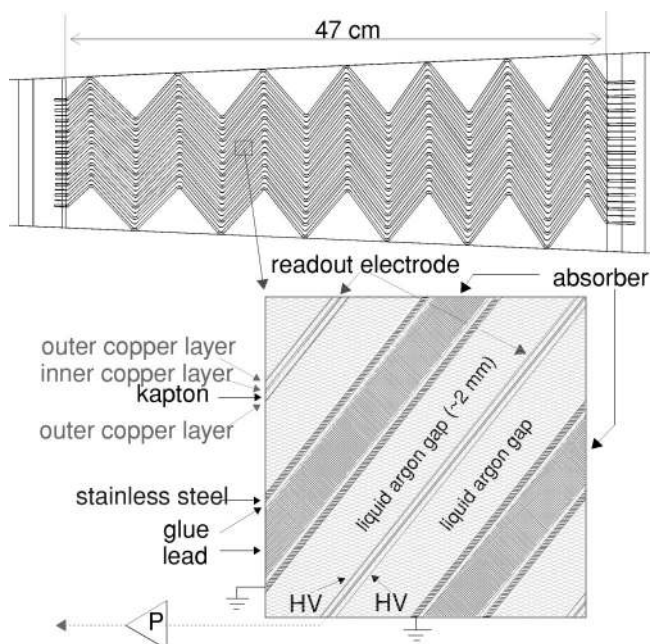 47 cm
readout electrode
absorber
outer copper layer
inner copper layer
kapton
outer copper layer
liquid argon gap (~2 mm)
liquid argon gap
stainless steel
glue
lead
HV
HV
P